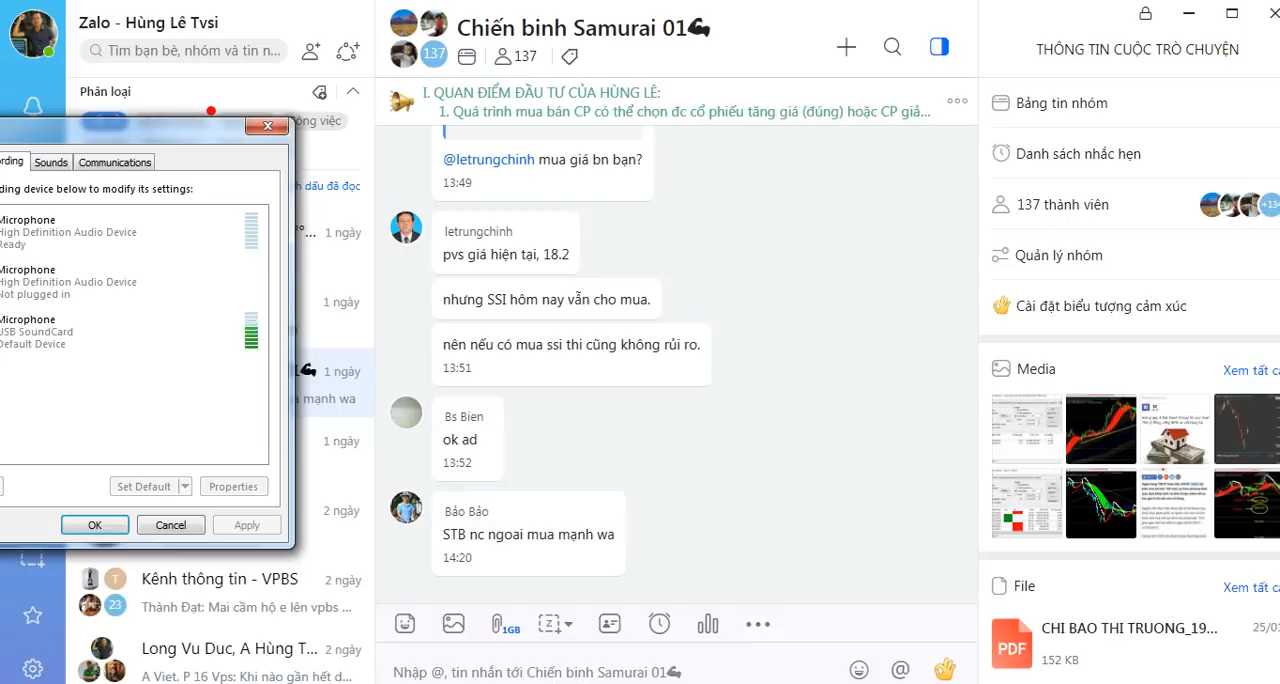 Zalo - Hùng Lê Tvsi
Tìm bạn bè, nhóm và tin n...
Phân loại
ông việc
h dấu đã đọc
rding
Sounds
Communications
ding device below to modify its settings:
Microphone
High Definition Audio Device
Ready
Microphone
High Definition Audio Device
Not plugged in
Microphone
USB SoundCard
Default Device
Set Default
Properties
OK
Cancel
Apply
... 1 ngày
1 ngày
1 ngày
a mạnh wa
1 ngày
2 ngày
T
23
Kênh thông tin - VPBS
2 ngày
Thành Đạt: Mai cầm hộ e lên vpbs ...
Long Vu Duc, A Hùng T...
2 ngày
A Viet. P 16 Vps: Khi nào gần hết d...
137
Chiến binh Samurai 01
137
I. QUAN ĐIỂM ĐẦU TƯ CỦA HÙNG LÊ:
1. Quá trình mua bán CP có thể chọn đc cổ phiếu tăng giá (đúng) hoặc CP giả...
@letrungchinh mua giá bn bạn?
13:49
letrungchinh
pvs giá hiện tại, 18.2
nhưng SSI hôm nay vẫn cho mua.
nên nếu có mua ssi thi cũng không rủi ro.
13:51
Bs Bien
ok ad
13:52
Bảo Bảo
S B nc ngoai mua mạnh wa
14:20
1GB
Nhập @, tin nhắn tới Chiến binh Samurai 01
THÔNG TIN CUỘC TRÒ CHUYỆN
Bảng tin nhóm
Danh sách nhắc hẹn
137 thành viên
+134
Quản lý nhóm
Cài đặt biểu tượng cảm xúc
Media
Xem tất cả
File
Xem tất cả
PDF
CHI BAO THI TRUONG_19...
25/01
152 KB